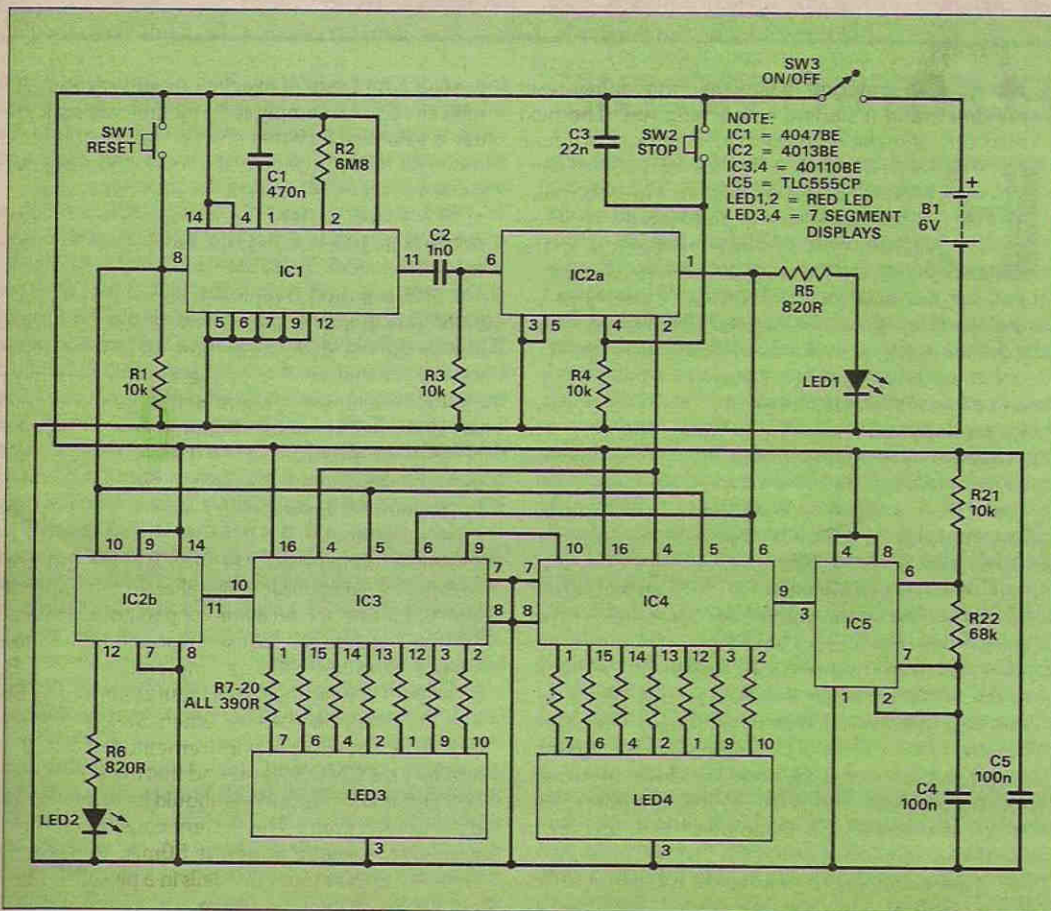 SW3
ON/OFF
SW1
RESET
C1
470n
R2
6M8
C3
22n
SW2
STOP
NOTE:
IC1 = 4047BE
IC2 = 4013BE
IC3,4 = 40110BE
IC5 = TLC555CP
LED1,2 = RED LED
LED3,4 = 7 SEGMENT
DISPLAYS
+
B1
6V
14 4 1 2
8 IC1 11
C2
1n0
6 IC2a 1
R5
820R
5 6 7 9 12
3 5 4 2
R1
10k
R3
10k
R4
10k
LED1
10 9 14
16 4 5 6 9
10 16 4 5 6
4 8
R21
10k
IC2b
11
10
IC3
7
8
7
8
IC4
9
3
IC5
6
7
R22
68k
12 7 8
1 15 14 13 12 3 2
1 15 14 13 12 3 2
1 2
R7-20
ALL 390R
7 6 4 2 1 9 10
7 6 4 2 1 9 10
R6
820R
LED2
LED3
LED4
3
3
C4
100n
C5
100n